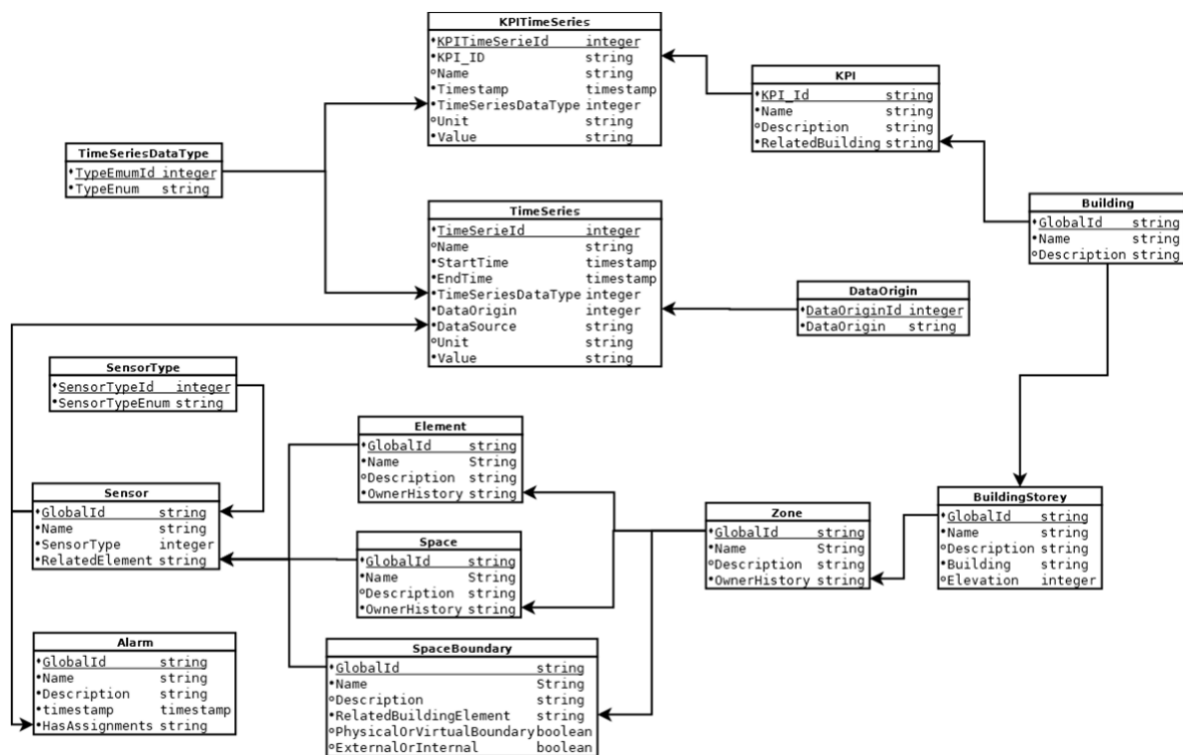 KPITimeSeries
KPITimeSerieId integer
KPI_ID string
Name string
Timestamp timestamp
TimeSeriesDataType integer
Unit string
Value string
KPI
KPI_Id string
Name string
Description string
RelatedBuilding string
TimeSeriesDataType
TypeEmumId integer
TypeEnum string
Building
GlobalId string
Name string
Description string
TimeSeries
TimeSerieId integer
Name string
StartTime timestamp
EndTime timestamp
TimeSeriesDataType integer
DataOrigin integer
DataSource string
Unit string
Value string
DataOrigin
DataOriginId integer
DataOrigin string
SensorType
SensorTypeId integer
SensorTypeEnum string
Element
GlobalId string
Name String
Description string
OwnerHistory string
Sensor
GlobalId string
Name string
SensorType integer
RelatedElement string
Space
GlobalId string
Name String
Description string
OwnerHistory string
Zone
GlobalId string
Name String
Description string
OwnerHistory string
BuildingStorey
GlobalId string
Name string
Description string
Building string
Elevation integer
Alarm
GlobalId string
Name string
Description string
timestamp timestamp
HasAssignments string
SpaceBoundary
GlobalId string
Name String
Description string
RelatedBuildingElement string
PhysicalOrVirtualBoundary boolean
ExternalOrInternal boolean